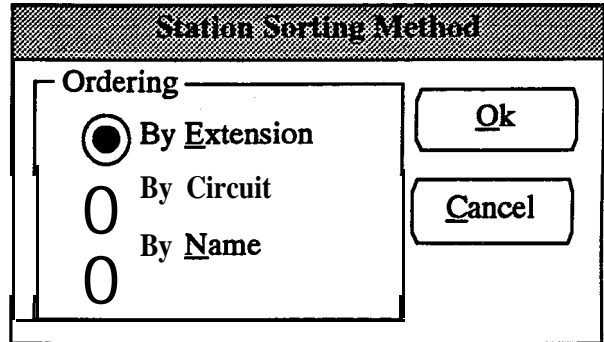 Station Sorting Method
Ordering
By Extension
By Circuit
By Name
Ok
Cancel